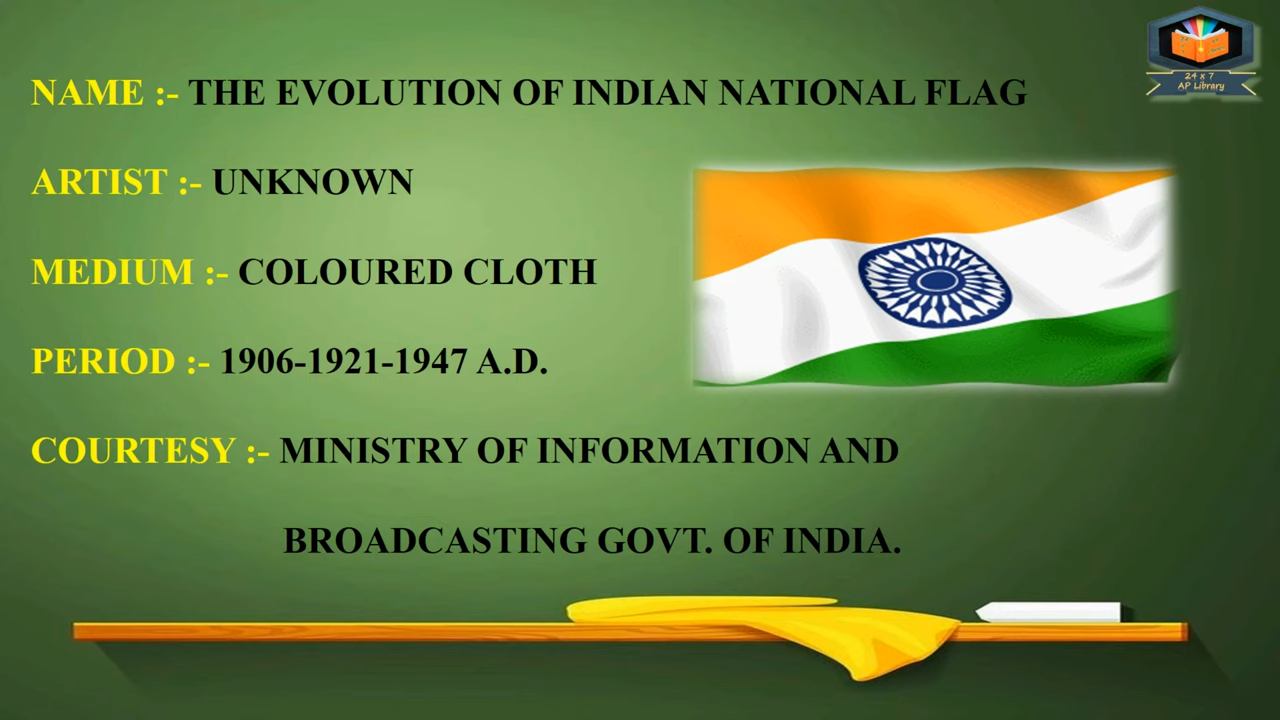 NAME :- THE EVOLUTION OF INDIAN NATIONAL FLAG
ARTIST :- UNKNOWN
MEDIUM :- COLOURED CLOTH
PERIOD :- 1906-1921-1947 A.D.
COURTESY :- MINISTRY OF INFORMATION AND
BROADCASTING GOVT. OF INDIA.
24 x 7
AP Library